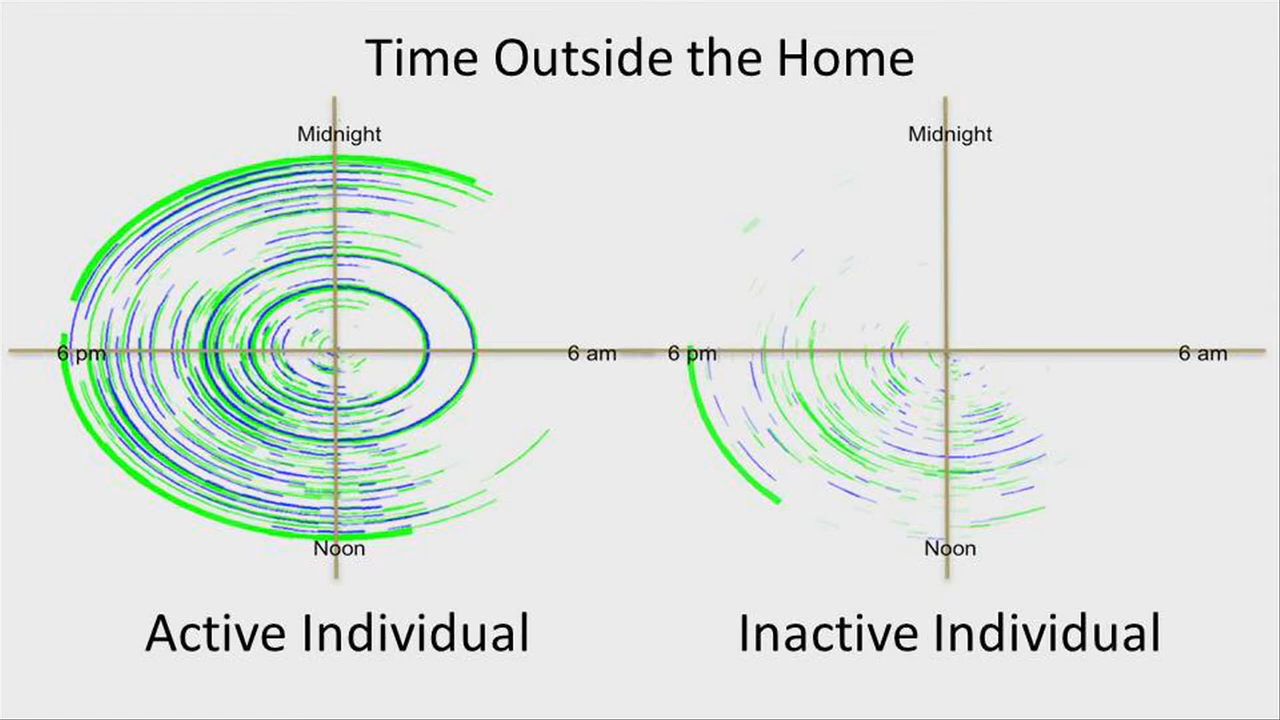 Time Outside the Home
Midnight
Midnight
6 pm
6 am
6 pm
6 am
Noon
Noon
Active Individual
Inactive Individual